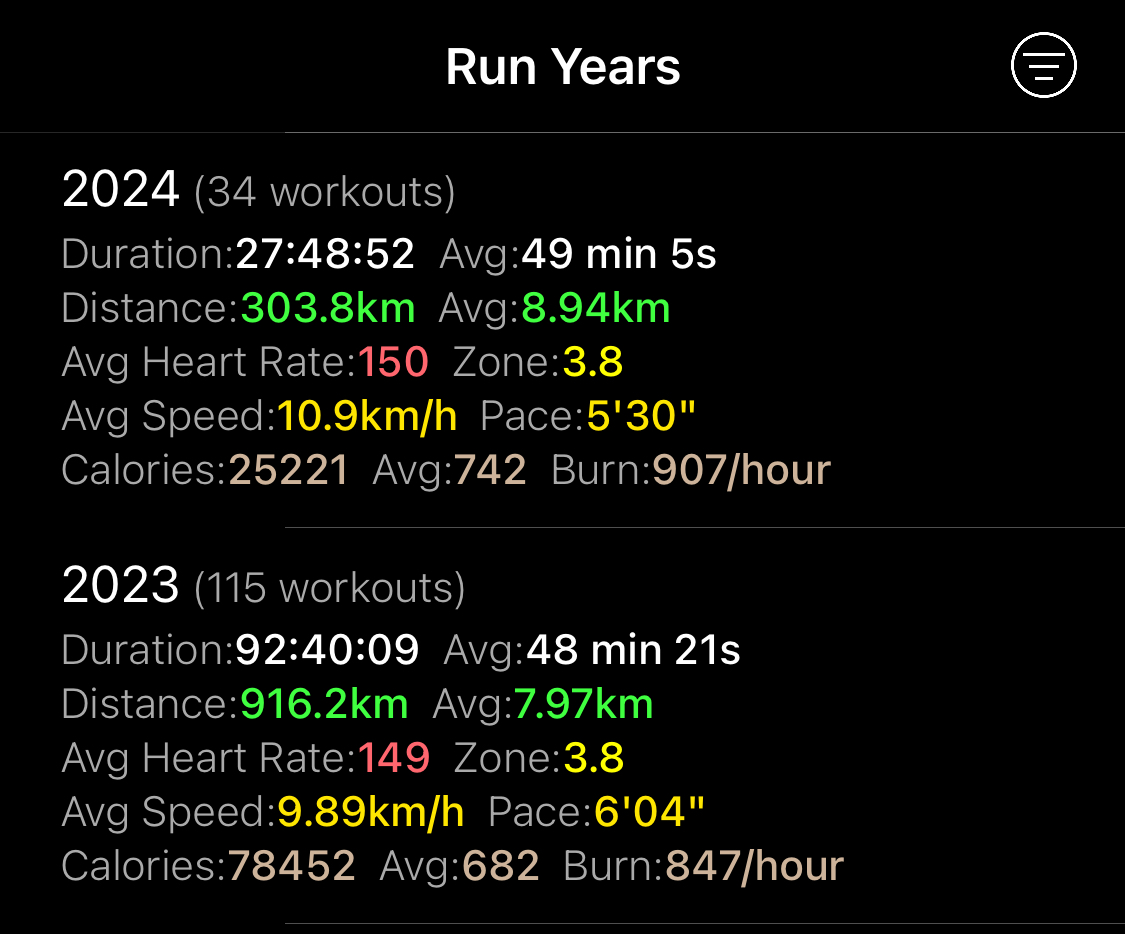 Run Years
2024 (34 workouts)
Duration:27:48:52 Avg:49 min 5s
Distance:303.8km Avg:8.94km
Avg Heart Rate:150 Zone:3.8
Avg Speed:10.9km/h Pace:5'30"
Calories:25221 Avg:742 Burn:907/hour
2023 (115 workouts)
Duration:92:40:09 Avg:48 min 21s
Distance:916.2km Avg:7.97km
Avg Heart Rate:149 Zone:3.8
Avg Speed:9.89km/h Pace:6'04"
Calories:78452 Avg:682 Burn:847/hour